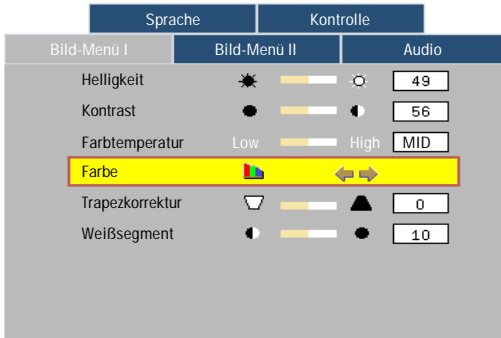 Sprache Kontrolle
Bild-Menü I Bild-Menü II Audio
Helligkeit 49
Kontrast 56
Farbtemperatur Low High MID
Farbe
Trapezkorrektur 0
Weißsegment 10